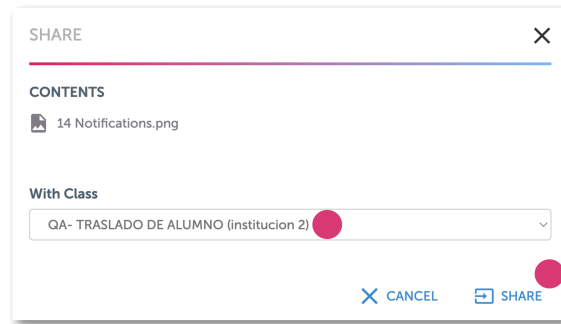 SHARE
CONTENTS
14 Notifications.png
With Class
QA- TRASLADO DE ALUMNO (institucion 2)
CANCEL
SHARE